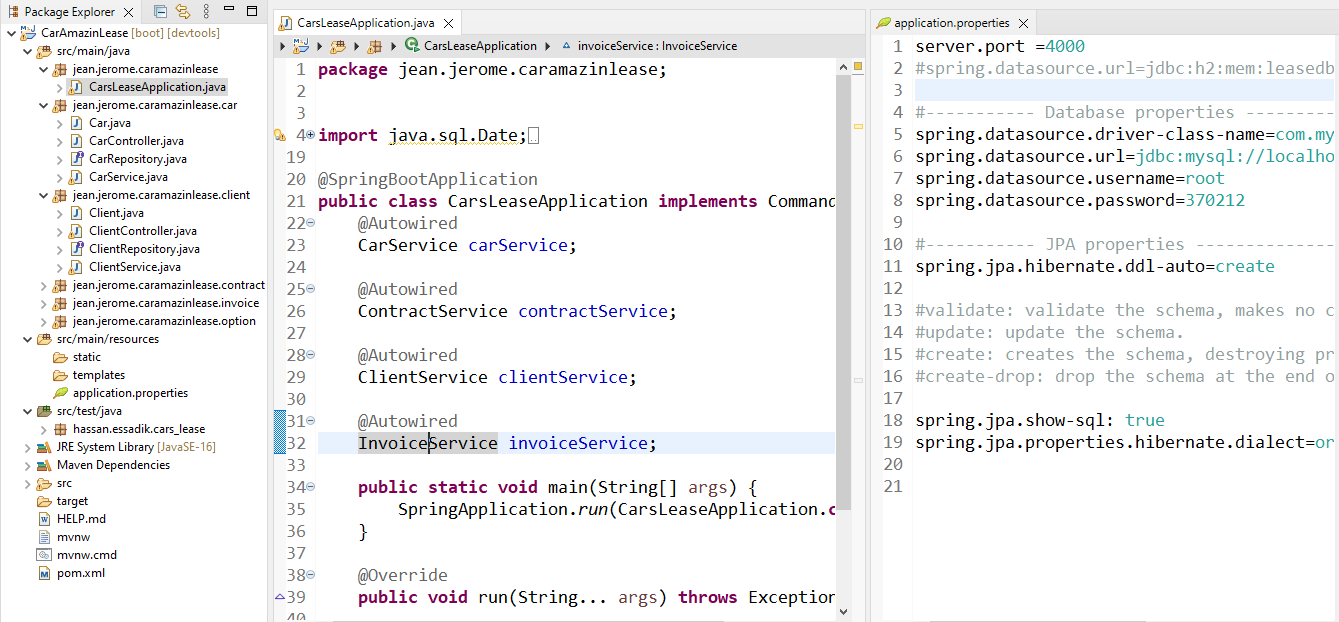 Package Explorer
CarAmazinLease [boot] [devtools]
src/main/java
jean.jerome.caramazinlease
CarsLeaseApplication.java
jean.jerome.caramazinlease.car
Car.java
CarController.java
CarRepository.java
CarService.java
jean.jerome.caramazinlease.client
Client.java
ClientController.java
ClientRepository.java
ClientService.java
jean.jerome.caramazinlease.contract
jean.jerome.caramazinlease.invoice
jean.jerome.caramazinlease.option
src/main/resources
static
templates
application.properties
src/test/java
hassan.essadik.cars_lease
JRE System Library [JavaSE-16]
Maven Dependencies
src
target
HELP.md
mvnw
mvnw.cmd
pom.xml
CarsLeaseApplication.java
CarsLeaseApplication invoiceService : InvoiceService
1 package jean.jerome.caramazinlease;
2
3
4 import java.sql.Date;
19
20 @SpringBootApplication
21 public class CarsLeaseApplication implements Command
22 @Autowired
23 CarService carService;
24
25 @Autowired
26 ContractService contractService;
27
28 @Autowired
29 ClientService clientService;
30
31 @Autowired
32 InvoiceService invoiceService;
33
34 public static void main(String[] args) {
35 SpringApplication.run(CarsLeaseApplication.c
36 }
37
38 @Override
39 public void run(String... args) throws Exception
40
application.properties
1 server.port =4000
2 #spring.datasource.url=jdbc:h2:mem:leasedb
3
4 #----------- Database properties ---------
5 spring.datasource.driver-class-name=com.my
6 spring.datasource.url=jdbc:mysql://localho
7 spring.datasource.username=root
8 spring.datasource.password=370212
9
10 #----------- JPA properties --------------
11 spring.jpa.hibernate.ddl-auto=create
12
13 #validate: validate the schema, makes no c
14 #update: update the schema.
15 #create: creates the schema, destroying pr
16 #create-drop: drop the schema at the end o
17
18 spring.jpa.show-sql: true
19 spring.jpa.properties.hibernate.dialect=or
20
21